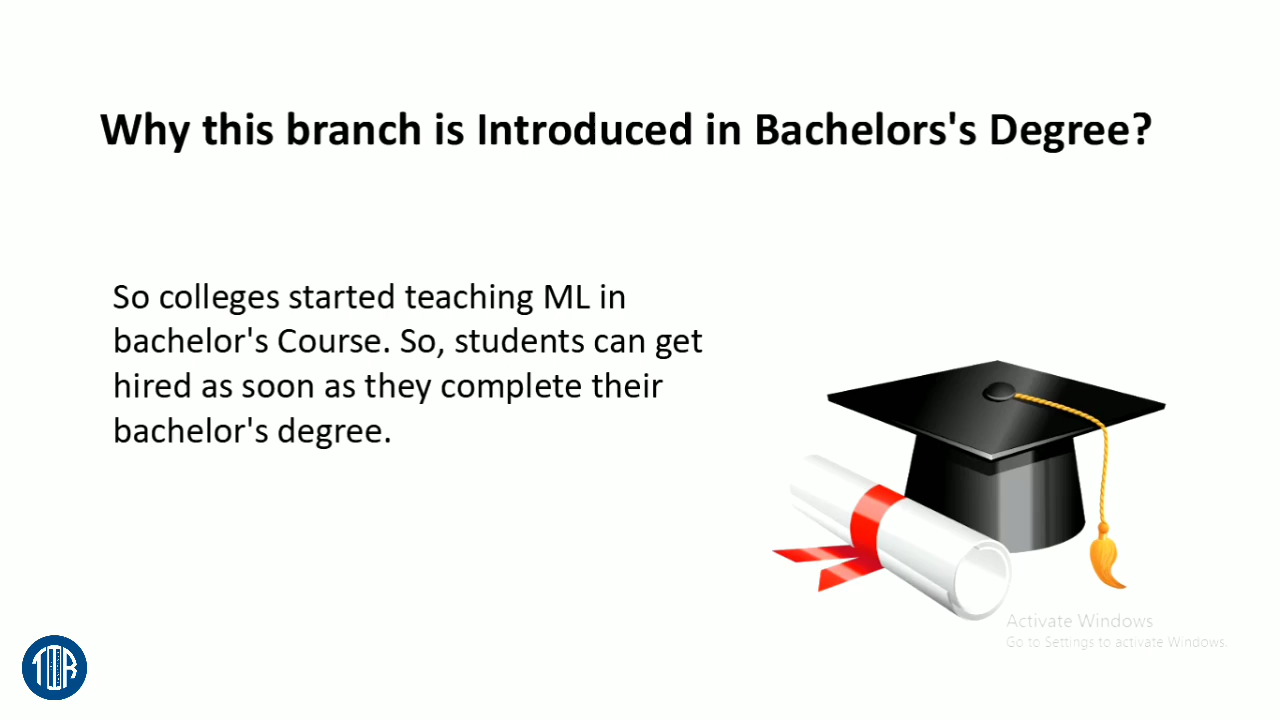 Why this branch is Introduced in Bachelors's Degree?
So colleges started teaching ML in
bachelor's Course. So, students can get
hired as soon as they complete their
bachelor's degree.
Activate Windows
Go to Settings to activate Windows.
TOR